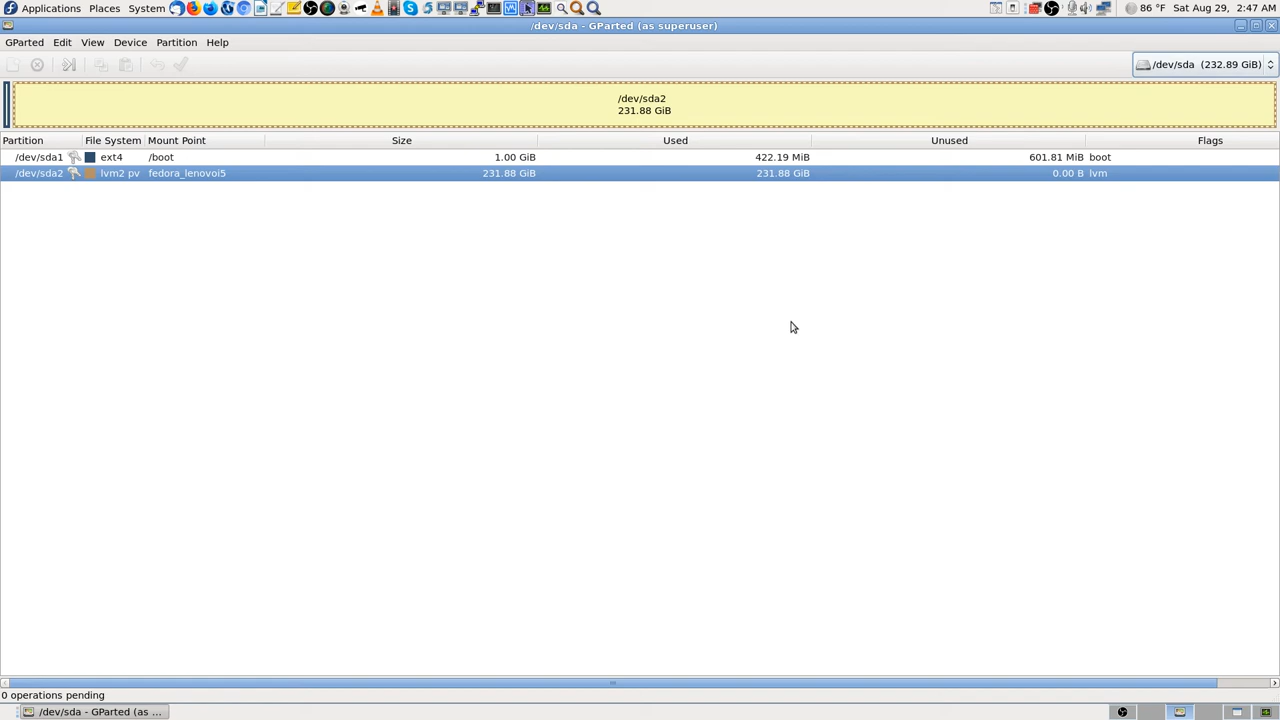 Applications Places System 86 °F Sat Aug 29, 2:47 AM
/dev/sda - GParted (as superuser)
GParted Edit View Device Partition Help
/dev/sda (232.89 GiB)
/dev/sda2
231.88 GiB
Partition File System Mount Point Size Used Unused Flags
/dev/sda1 ext4 /boot 1.00 GiB 422.19 MiB 601.81 MiB boot
/dev/sda2 lvm2 pv fedora_lenovoi5 231.88 GiB 231.88 GiB 0.00 B lvm
0 operations pending
/dev/sda - GParted (as ...